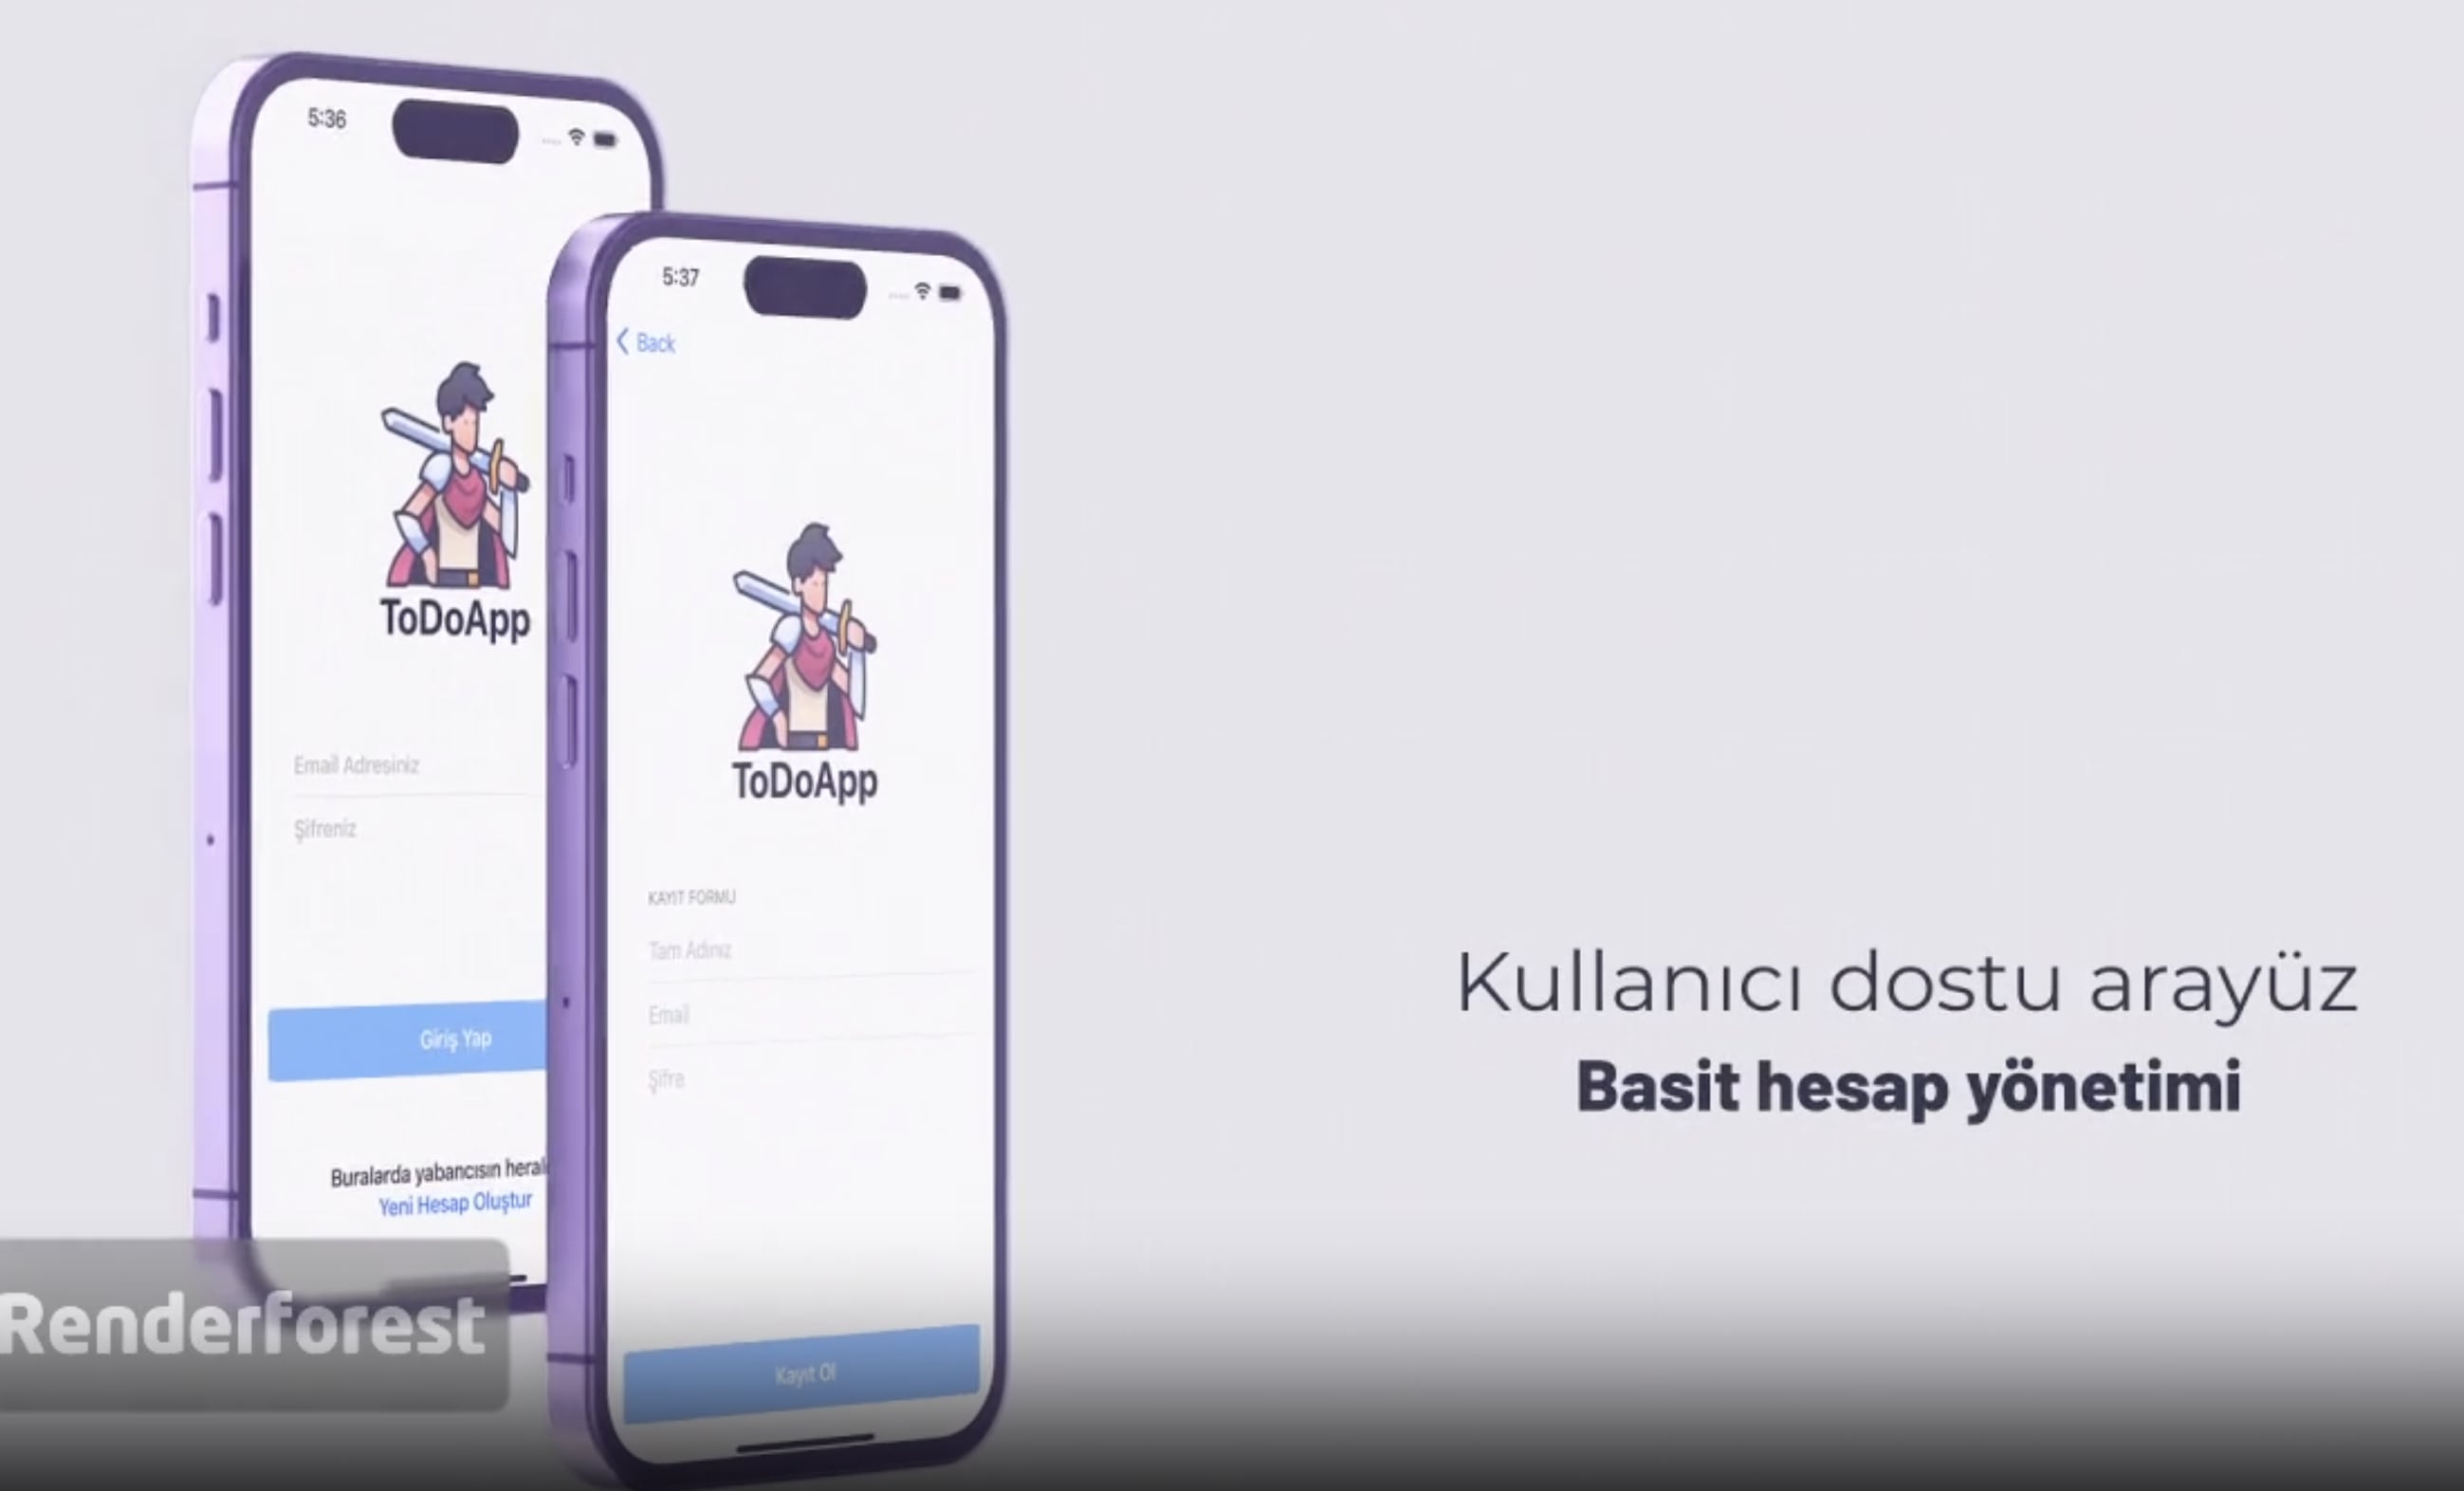 5:36
ToDoApp
Email Adresiniz
Şifreniz
Giriş Yap
Buralarda yabancısın
Yeni Hesap Oluştur
5:37
Back
ToDoApp
KAYIT FORMU
Tam Adınız
Email
Şifre
Kayıt Ol
Kullanıcı dostu arayüz
Basit hesap yönetimi
Renderforest